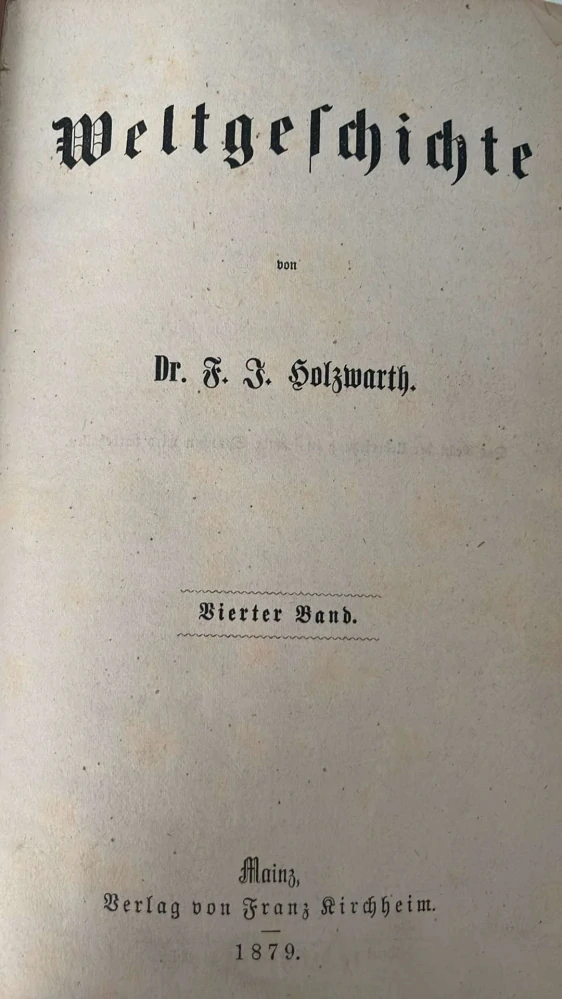 Weltgeschichte
von
Dr. F. J. Holzwarth.
Vierter Band.
Mainz,
Verlag von Franz Kirchheim.
1879.